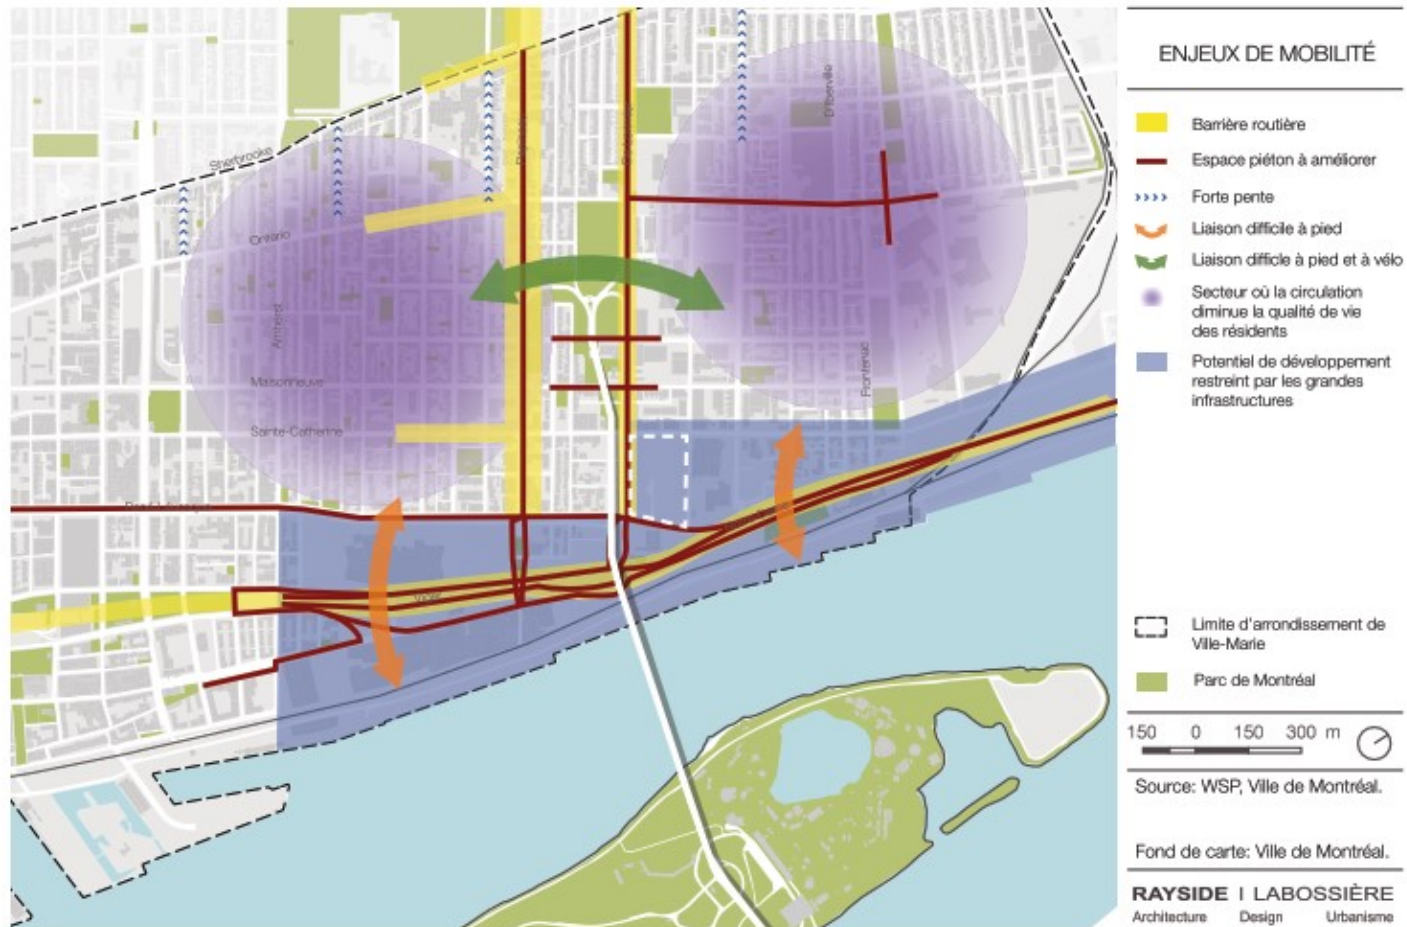 ENJEUX DE MOBILITÉ
Barrière routière
Espace piéton à améliorer
Forte pente
Liaison difficile à pied
Liaison difficle à pied et à vélo
Secteur où la circulation
diminue la qualité de vie
des résidents
Potentiel de développement
restreint par les grandes
infrastructures
Limite d'arrondissement de
Ville-Marie
Parc de Montréal
150 0 150 300 m
Source: WSP, Ville de Montréal.
Fond de carte: Ville de Montréal.
RAYSIDE I LABOSSIÈRE
Architecture Design Urbanisme
Sherbrooke
D'Iberville
Ontario
Amherst
Maisonneuve
Frontenac
Sainte-Catherine
Viger